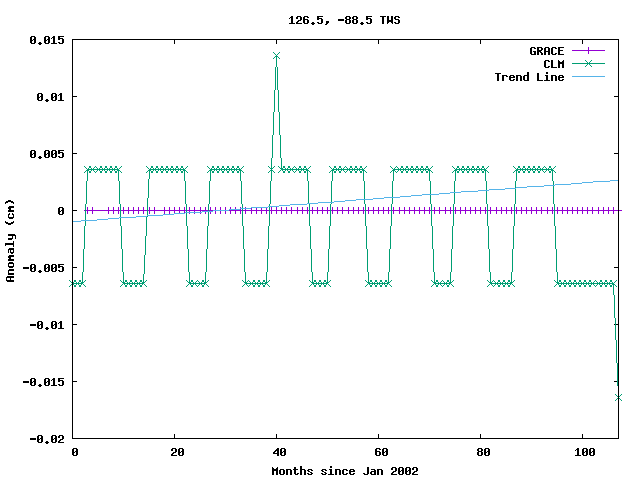 126.5, -88.5 TWS
0.015
0.01
0.005
0
-0.005
-0.01
-0.015
-0.02
Anomaly (cm)
GRACE
CLM
Trend Line
0 20 40 60 80 100
Months since Jan 2002